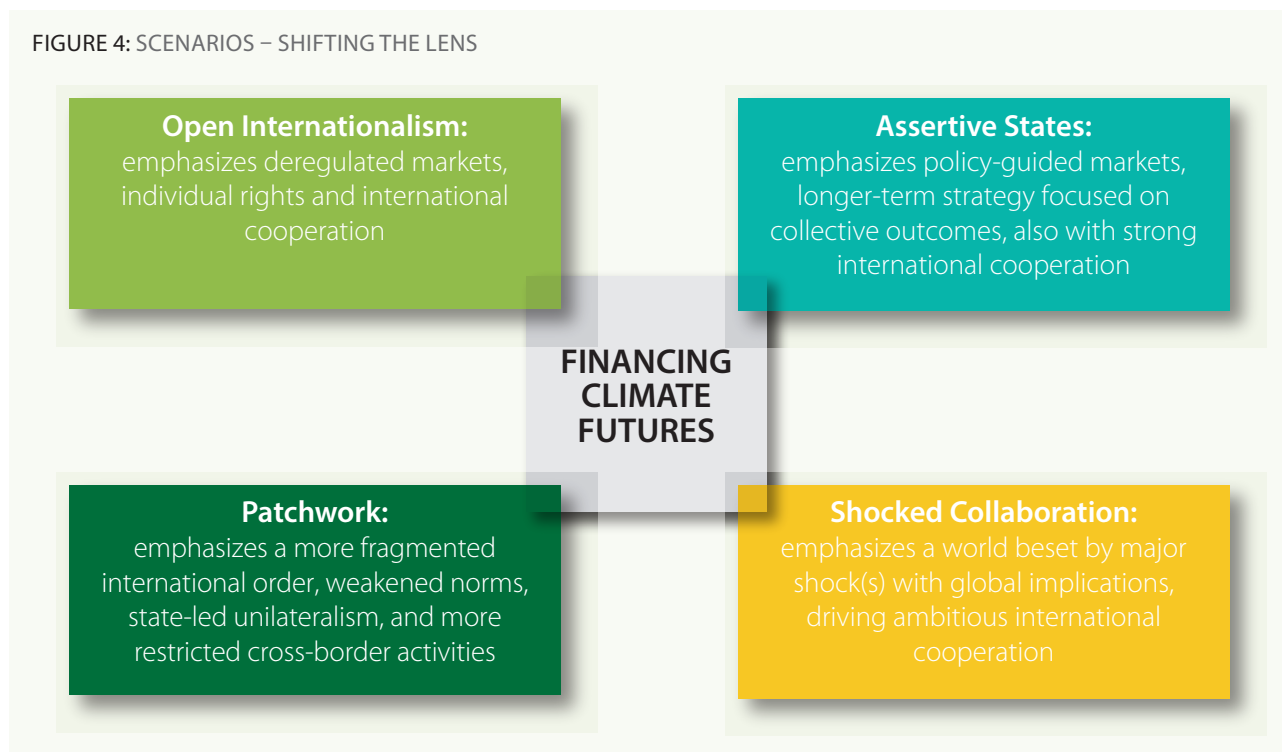 FIGURE 4: SCENARIOS – SHIFTING THE LENS
Open Internationalism:
emphasizes deregulated markets,
individual rights and international
cooperation
Assertive States:
emphasizes policy-guided markets,
longer-term strategy focused on
collective outcomes, also with strong
international cooperation
FINANCING
CLIMATE
FUTURES
Patchwork:
emphasizes a more fragmented
international order, weakened norms,
state-led unilateralism, and more
restricted cross-border activities
Shocked Collaboration:
emphasizes a world beset by major
shock(s) with global implications,
driving ambitious international
cooperation